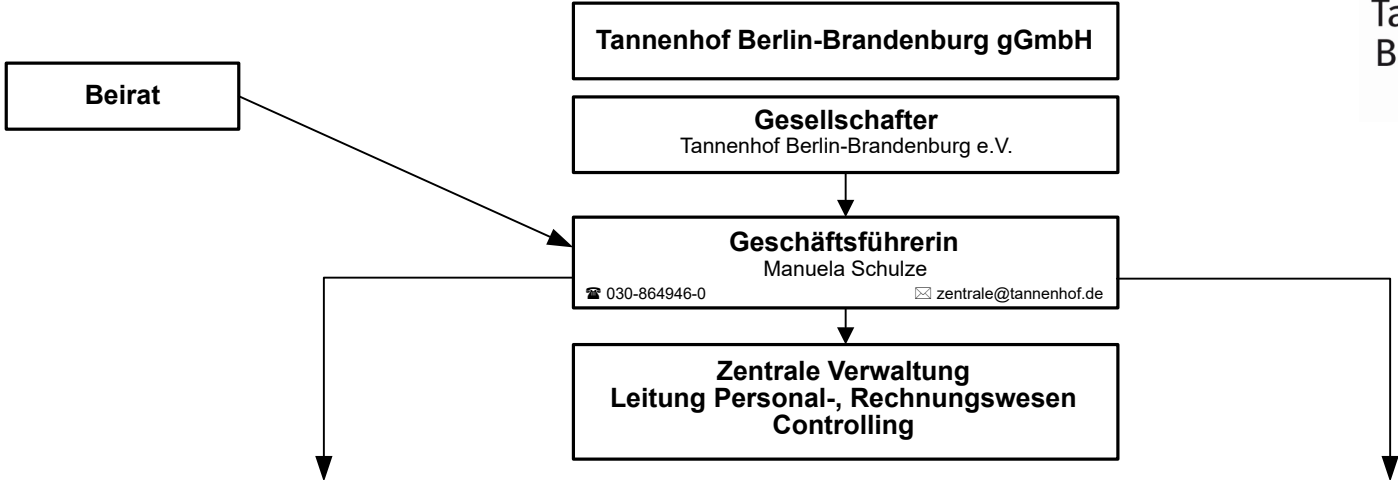 Tannenhof Berlin-Brandenburg gGmbH
Beirat
Gesellschafter
Tannenhof Berlin-Brandenburg e.V.
Geschäftsführerin
Manuela Schulze
☎ 030-864946-0 ✉ zentrale@tannenhof.de
Zentrale Verwaltung
Leitung Personal-, Rechnungswesen
Controlling